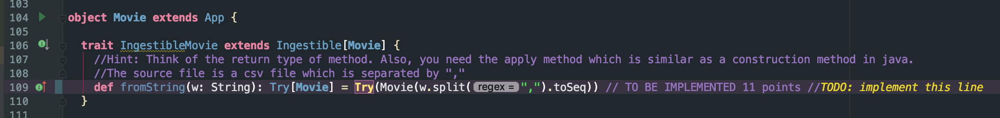 103
104 object Movie extends App {
105
106 trait IngestibleMovie extends Ingestible[Movie] {
107 //Hint: Think of the return type of method. Also, you need the apply method which is similar as a construction method in java.
108 //The source file is a csv file which is separated by ","
109 def fromString(w: String): Try[Movie] = Try(Movie(w.split( regex = ",").toSeq)) // TO BE IMPLEMENTED 11 points //TODO: implement this line
110 }
111